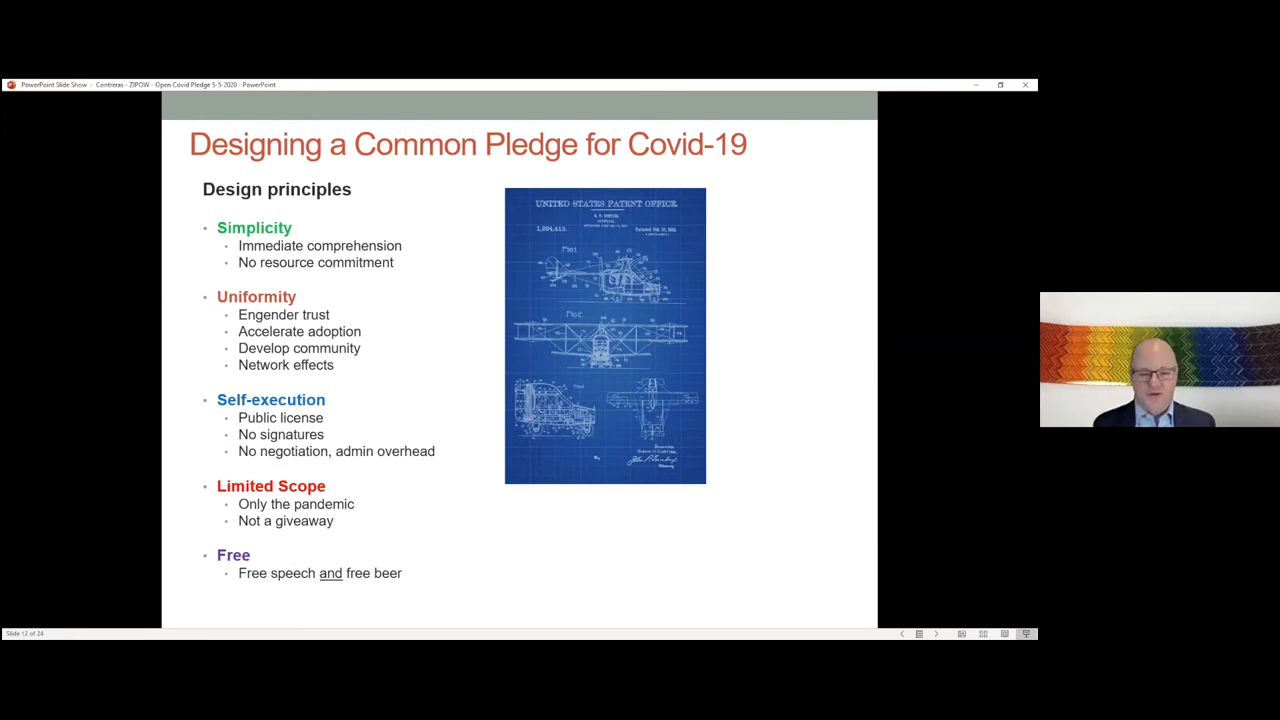 PowerPoint Slide Show - Contreras - ZIPOW - Open Covid Pledge 5-5-2020 - PowerPoint
Designing a Common Pledge for Covid-19
Design principles
• Simplicity
• Immediate comprehension
• No resource commitment
• Uniformity
• Engender trust
• Accelerate adoption
• Develop community
• Network effects
• Self-execution
• Public license
• No signatures
• No negotiation, admin overhead
• Limited Scope
• Only the pandemic
• Not a giveaway
• Free
• Free speech and free beer
UNITED STATES PATENT OFFICE.
Slide 12 of 24